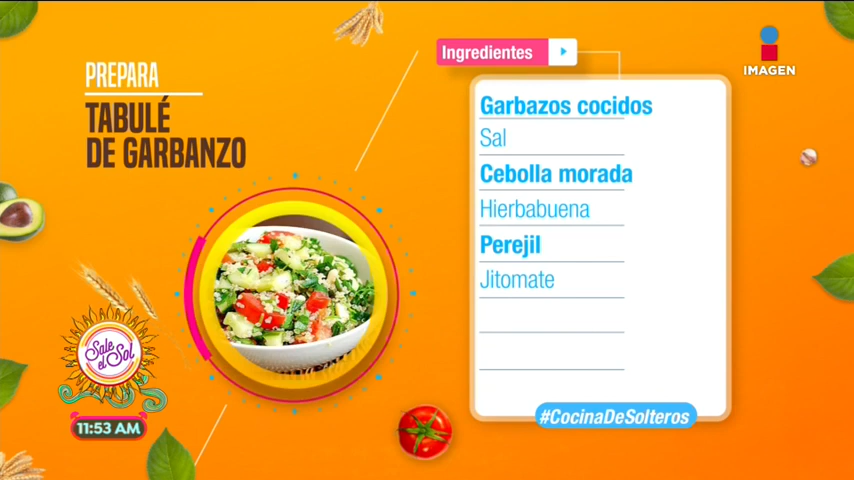 PREPARA
TABULÉ
DE GARBANZO
Ingredientes
IMAGEN
Garbazos cocidos
Sal
Cebolla morada
Hierbabuena
Perejil
Jitomate
Sale
el Sol
11:53 AM
#CocinaDeSolteros